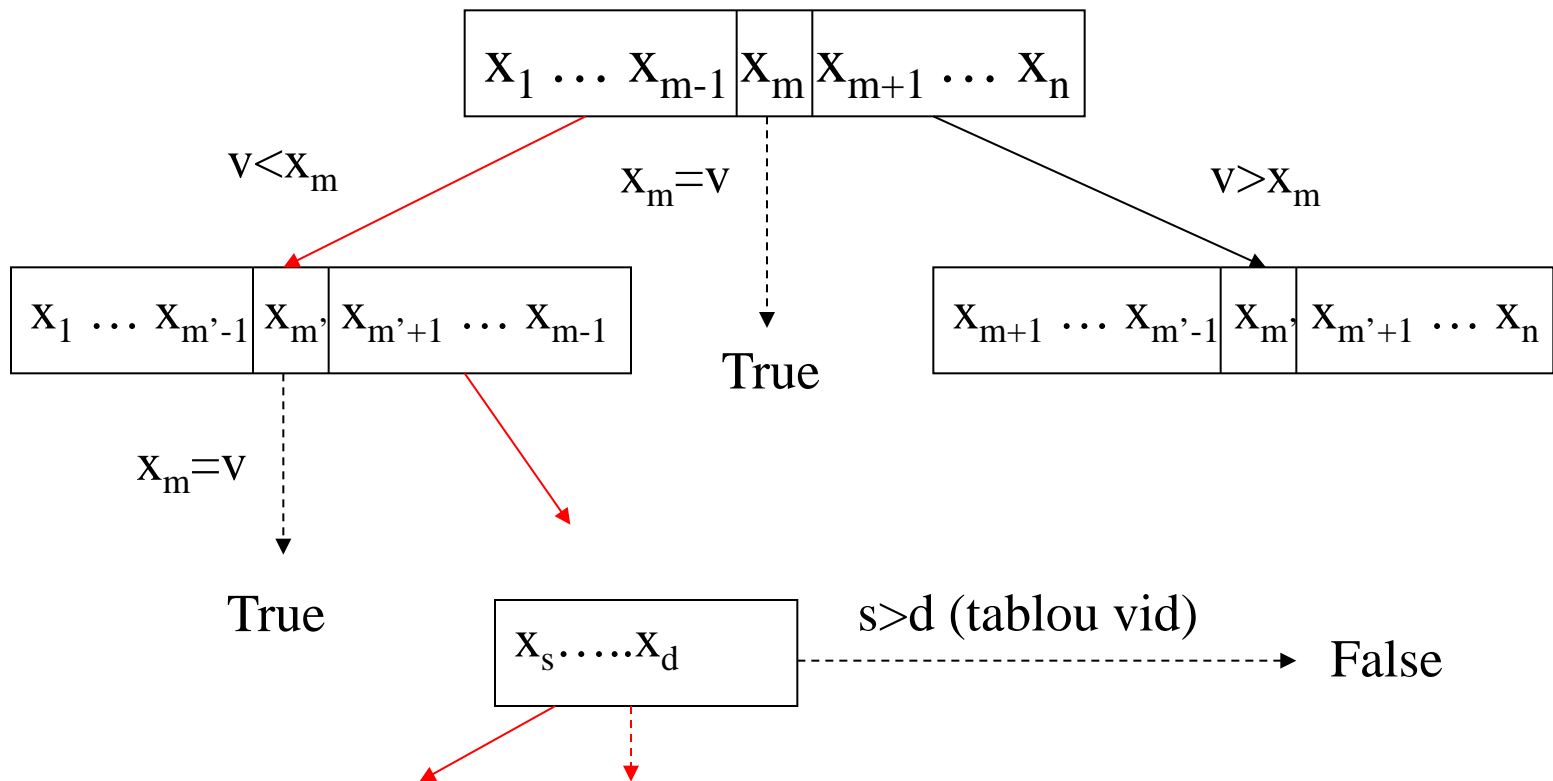 x₁ … xₘ₋₁ xₘ xₘ₊₁ … xₙ
v<xₘ
xₘ=v
v>xₘ
x₁ … xₘ'₋₁ xₘ' xₘ'₊₁ … xₘ₋₁
xₘ₊₁ … xₘ'₋₁ xₘ' xₘ'₊₁ … xₙ
True
xₘ=v
True
xₛ…..x_d
s>d (tablou vid)
False